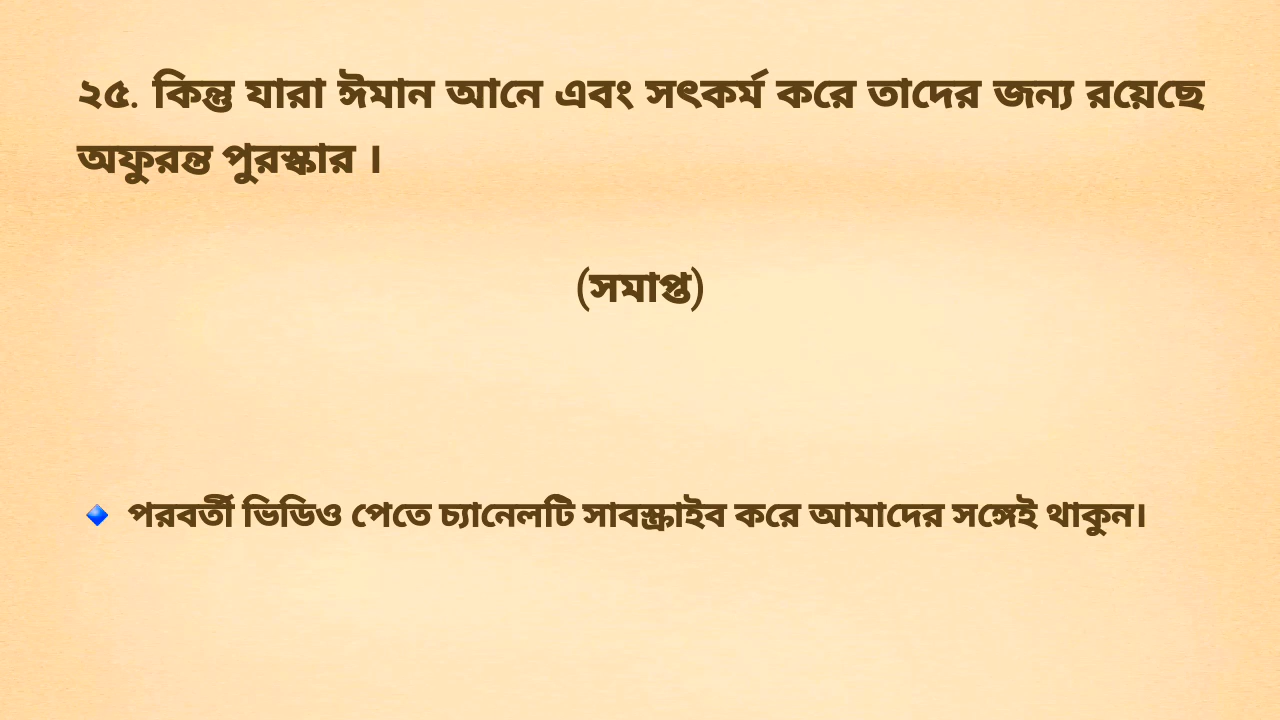 ২৫. কিন্তু যারা ঈমান আনে এবং সৎকর্ম করে তাদের জন্য রয়েছে
অফুরন্ত পুরস্কার ।
(সমাপ্ত)
পরবর্তী ভিডিও পেতে চ্যানেলটি সাবস্ক্রাইব করে আমাদের সঙ্গেই থাকুন।